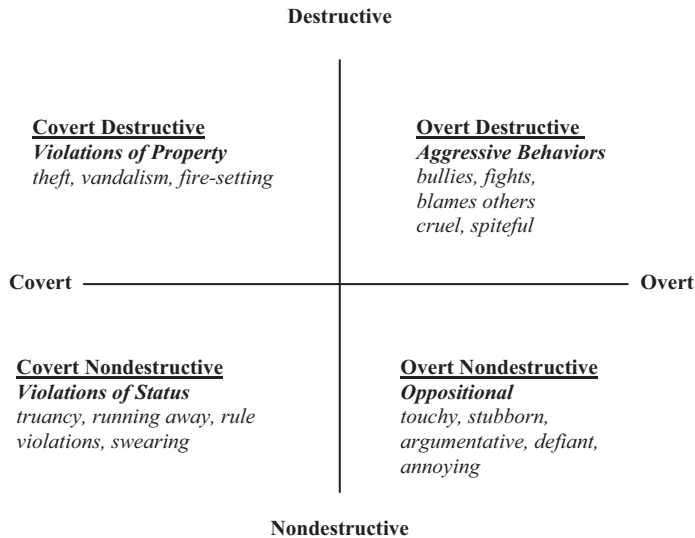 Destructive
Covert Destructive
Violations of Property
theft, vandalism, fire-setting
Overt Destructive
Aggressive Behaviors
bullies, fights,
blames others
cruel, spiteful
Covert
Overt
Covert Nondestructive
Violations of Status
truancy, running away, rule
violations, swearing
Overt Nondestructive
Oppositional
touchy, stubborn,
argumentative, defiant,
annoying
Nondestructive